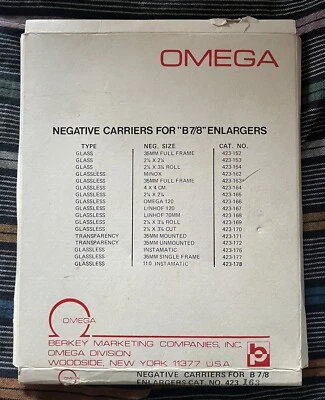 OMEGA
NEGATIVE CARRIERS FOR "B7/8" ENLARGERS
TYPE NEG. SIZE CAT. NO.
GLASS 35MM FULL FRAME 423-152
GLASS 2¼ X 2¼ 423-153
GLASS 2¼ X 3¼ ROLL 423-154
GLASSLESS MINOX 423-162
GLASSLESS 35MM FULL FRAME 423-163
GLASSLESS 4 X 4 CM 423-164
GLASSLESS 2¼ X 2¼ 423-165
GLASSLESS OMEGA 120 423-166
GLASSLESS LINHOF 120 423-167
GLASSLESS LINHOF 70MM 423-168
GLASSLESS 2¼ X 3¼ ROLL 423-169
GLASSLESS 2¼ X 3¼ CUT 423-170
TRANSPARENCY 35MM MOUNTED 423-171
TRANSPARENCY 35MM UNMOUNTED 423-172
GLASSLESS INSTAMATIC 423-176
GLASSLESS 35MM SINGLE FRAME 423-177
GLASSLESS 110 INSTAMATIC 423-178
OMEGA
BERKEY MARKETING COMPANIES, INC.
OMEGA DIVISION
WOODSIDE, NEW YORK 11377 U.S.A.
b
NEGATIVE CARRIERS FOR B 7/8
ENLARGERS CAT. NO. 423 163